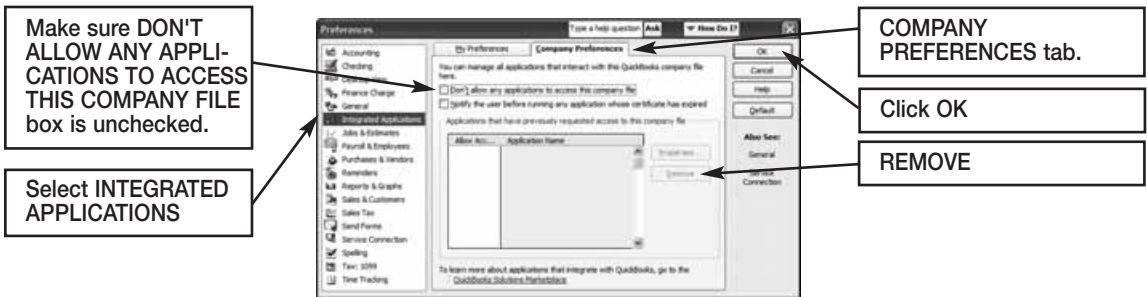 Make sure DON'T
ALLOW ANY APPLI-
CATIONS TO ACCESS
THIS COMPANY FILE
box is unchecked.
Select INTEGRATED
APPLICATIONS
Preferences
Type a help question Ask
How Do I?
Accounting
Checking
Finance Charge
General
Integrated Applications
Jobs & Estimates
Payroll & Employees
Purchases & Vendors
Reminders
Reports & Graphs
Sales & Customers
Sales Tax
Send Forms
Service Connection
Spelling
Tax: 1099
Time Tracking
My Preferences
Company Preferences
You can manage all applications that interact with this QuickBooks company file
here.
Don't allow any applications to access this company file
Notify the user before running any application whose certificate has expired
Applications that have previously requested access to this company file
Allow Acc...
Application Name
Properties...
Remove
To learn more about applications that integrate with QuickBooks, go to the
QuickBooks Solutions Marketplace
OK
Cancel
Help
Default
Also See:
General
Service
Connection
COMPANY
PREFERENCES tab.
Click OK
REMOVE